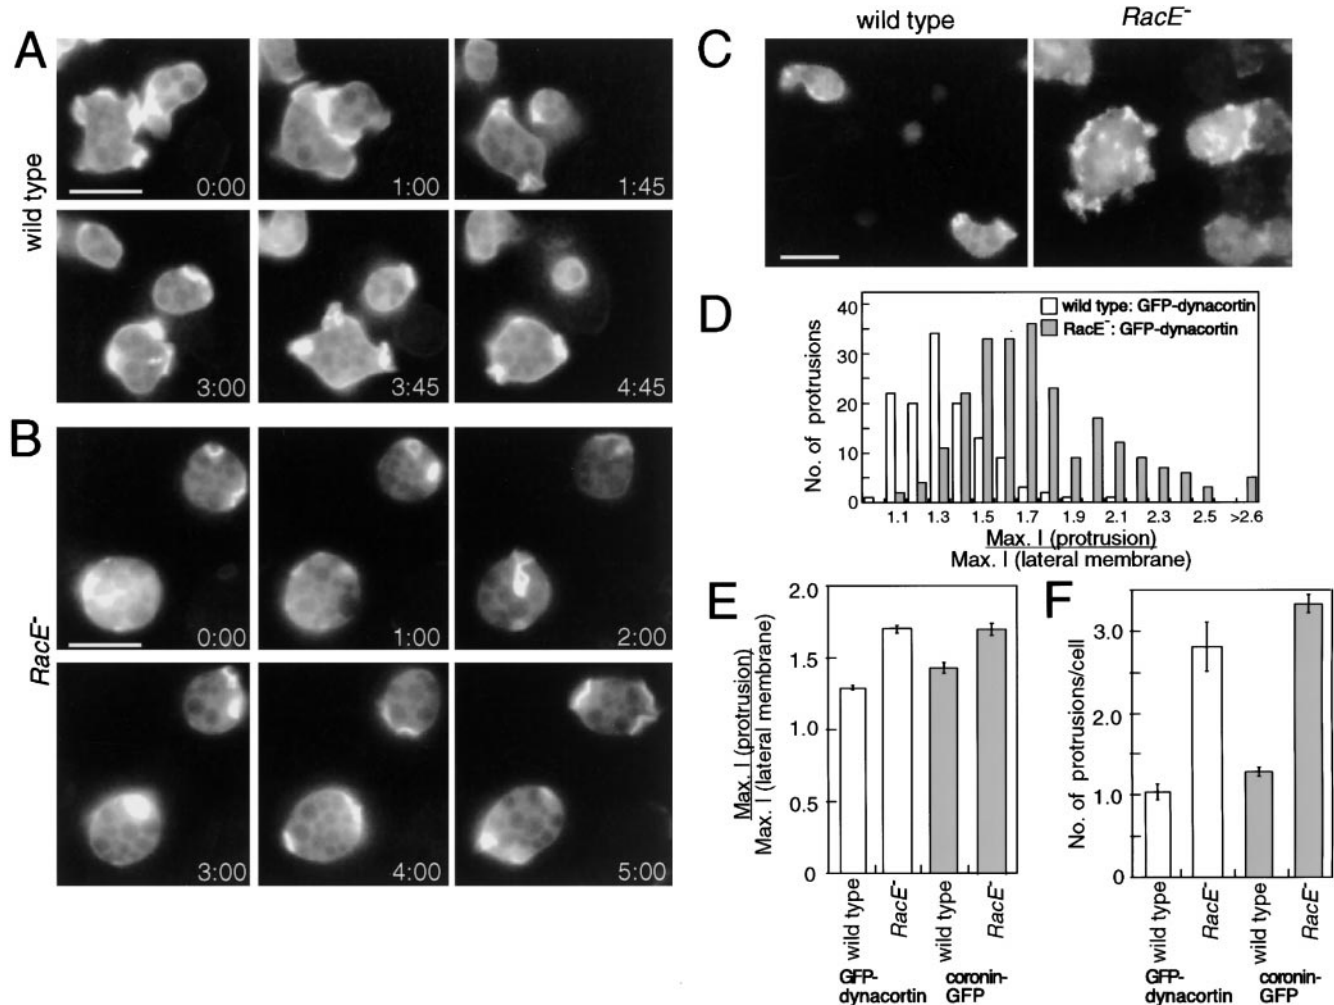 A
wild type
0:00
1:00
1:45
3:00
3:45
4:45
B
RacE-
0:00
1:00
2:00
3:00
4:00
5:00
C
wild type
RacE-
D
No. of protrusions
40
30
20
10
0
wild type: GFP-dynacortin
RacE-: GFP-dynacortin
1.1 1.3 1.5 1.7 1.9 2.1 2.3 2.5 >2.6
Max. I (protrusion)
Max. I (lateral membrane)
E
Max. I (protrusion)
Max. I (lateral membrane)
2.0
1.5
1.0
0.5
0
wild type
RacE-
wild type
RacE-
GFP-
dynacortin
coronin-
GFP
F
No. of protrusions/cell
3.0
2.0
1.0
0
wild type
RacE-
wild type
RacE-
GFP-
dynacortin
coronin-
GFP